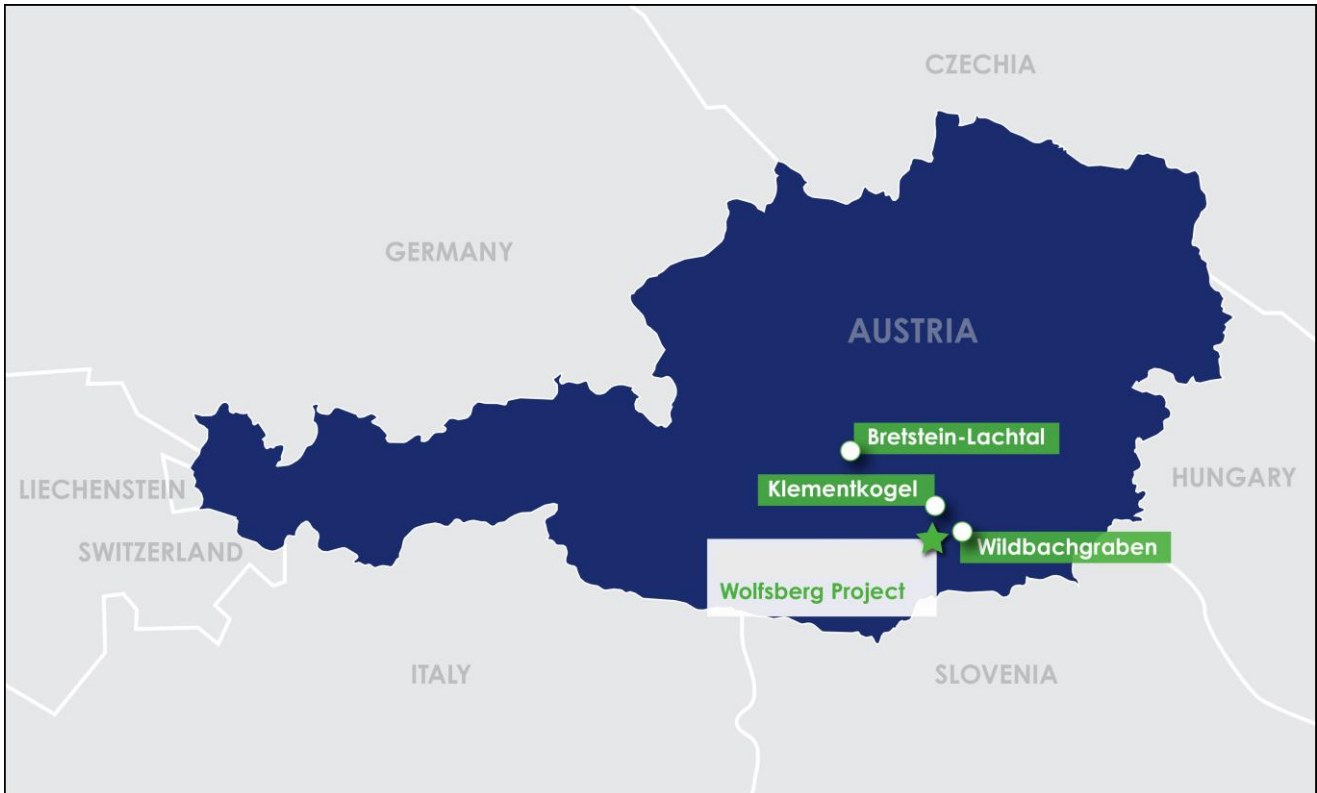 CZECHIA
GERMANY
AUSTRIA
Bretstein-Lachtal
Klementkogel
HUNGARY
LIECHENSTEIN
SWITZERLAND
Wildbachgraben
Wolfsberg Project
ITALY
SLOVENIA